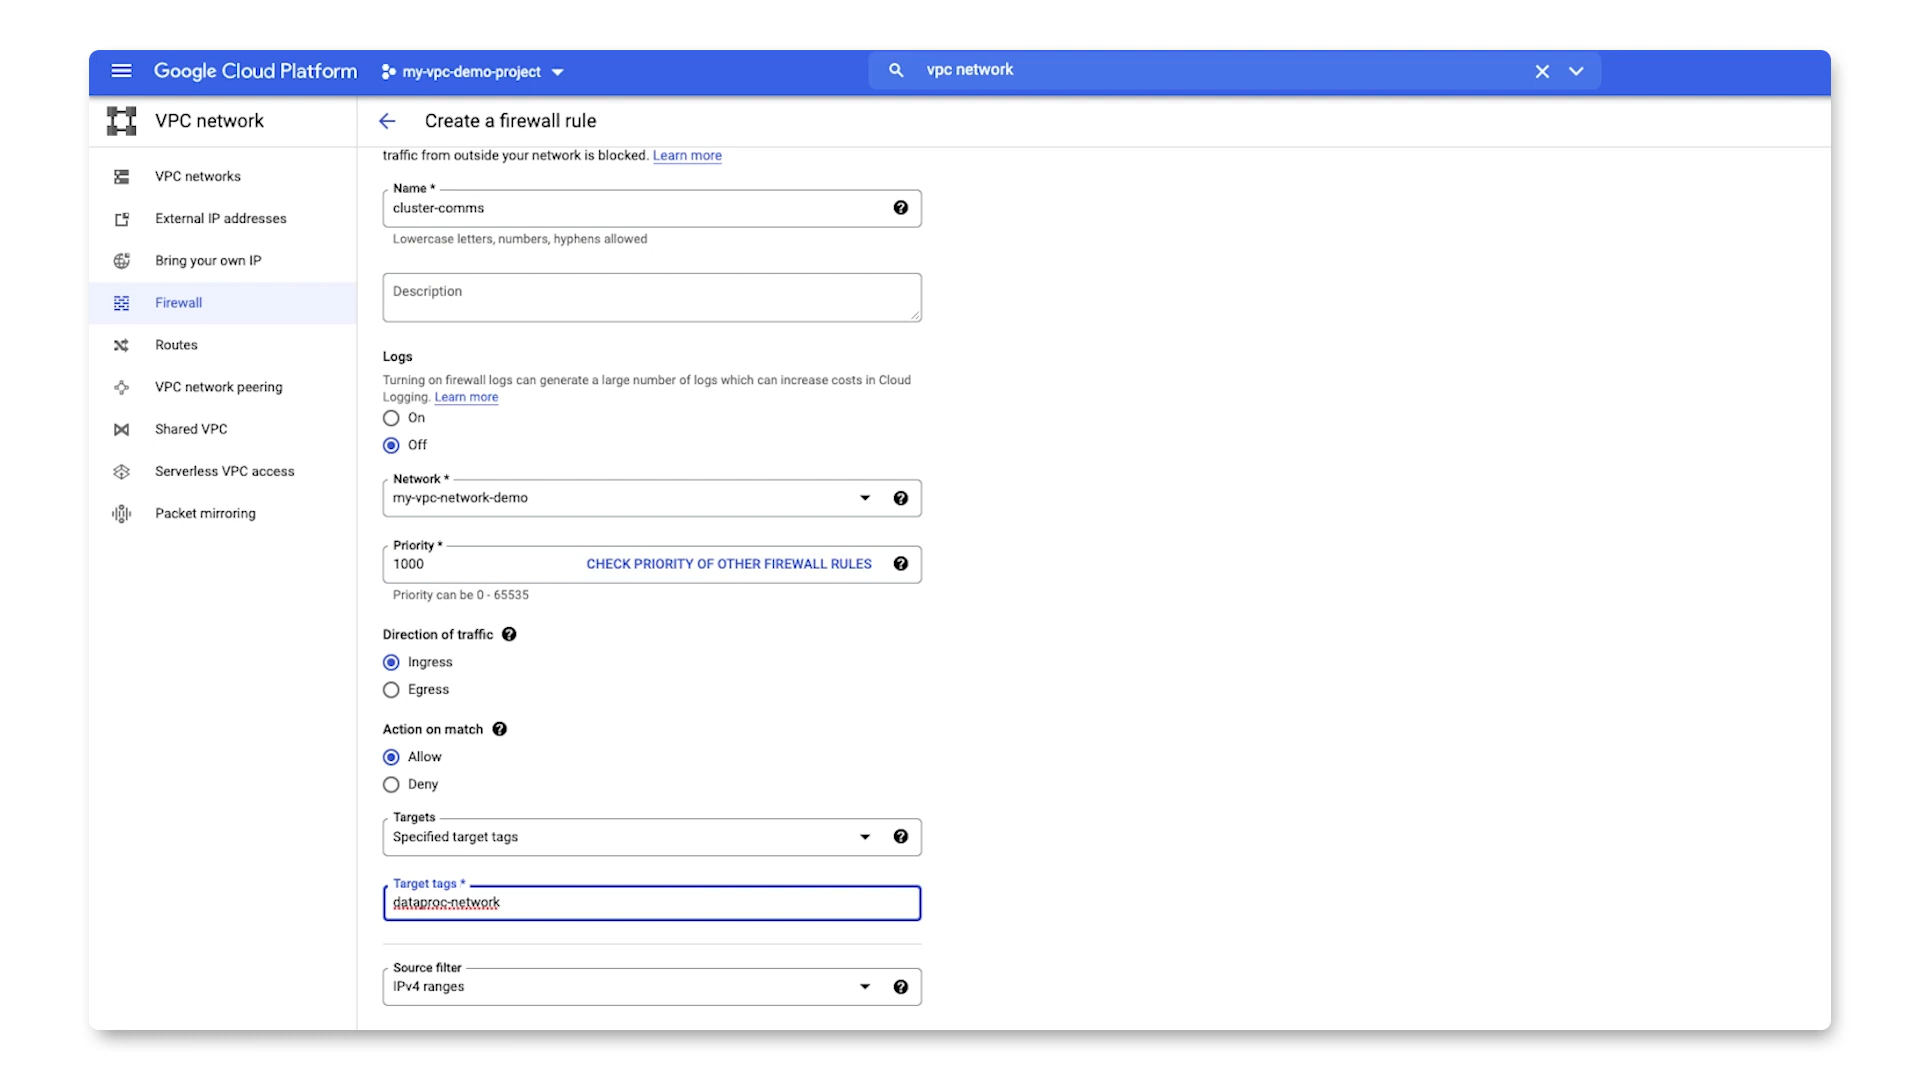 Google Cloud Platform
my-vpc-demo-project
vpc network
VPC network
Create a firewall rule
VPC networks
External IP addresses
Bring your own IP
Firewall
Routes
VPC network peering
Shared VPC
Serverless VPC access
Packet mirroring
traffic from outside your network is blocked. Learn more
Name *
cluster-comms
Lowercase letters, numbers, hyphens allowed
Description
Logs
Turning on firewall logs can generate a large number of logs which can increase costs in Cloud
Logging. Learn more
On
Off
Network *
my-vpc-network-demo
Priority *
1000 CHECK PRIORITY OF OTHER FIREWALL RULES
Priority can be 0 - 65535
Direction of traffic
Ingress
Egress
Action on match
Allow
Deny
Targets
Specified target tags
Target tags *
dataproc-network
Source filter
IPv4 ranges